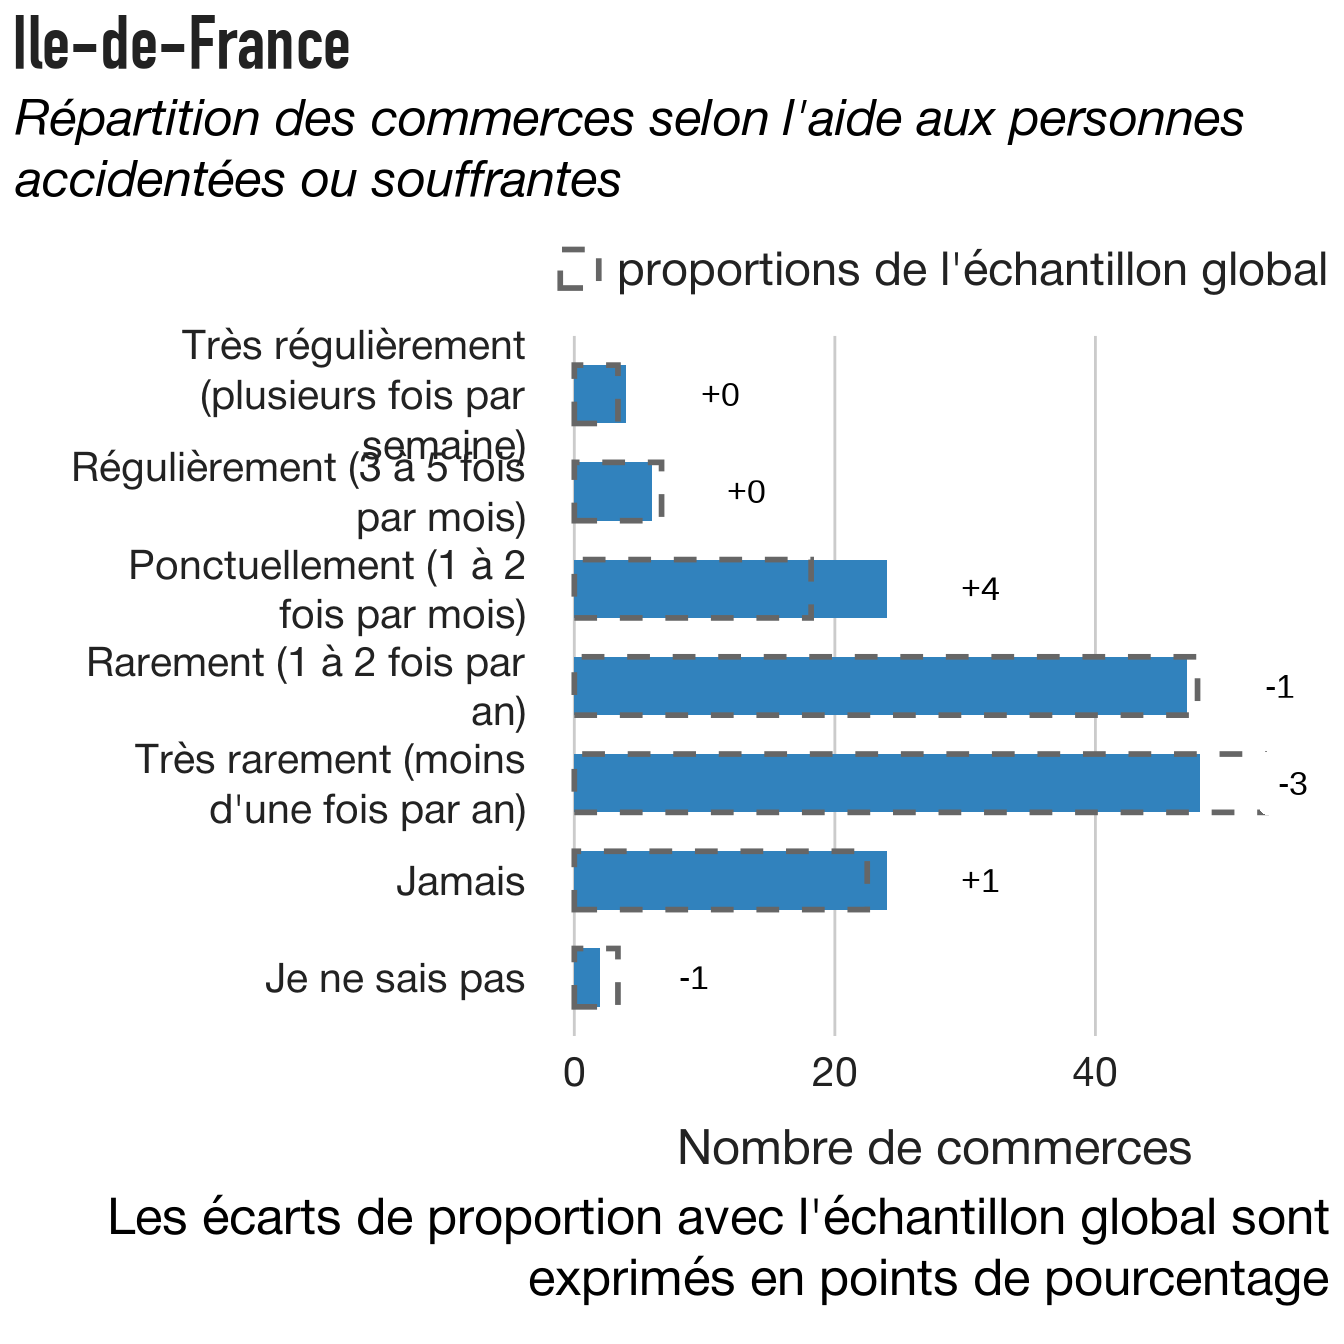 Ile-de-France
Répartition des commerces selon l'aide aux personnes
accidentées ou souffrantes
proportions de l'échantillon global
Très régulièrement
(plusieurs fois par
semaine)
+0
Régulièrement (3 à 5 fois
par mois)
+0
Ponctuellement (1 à 2
fois par mois)
+4
Rarement (1 à 2 fois par
an)
-1
Très rarement (moins
d'une fois par an)
-3
Jamais
+1
Je ne sais pas
-1
0 20 40
Nombre de commerces
Les écarts de proportion avec l'échantillon global sont
exprimés en points de pourcentage